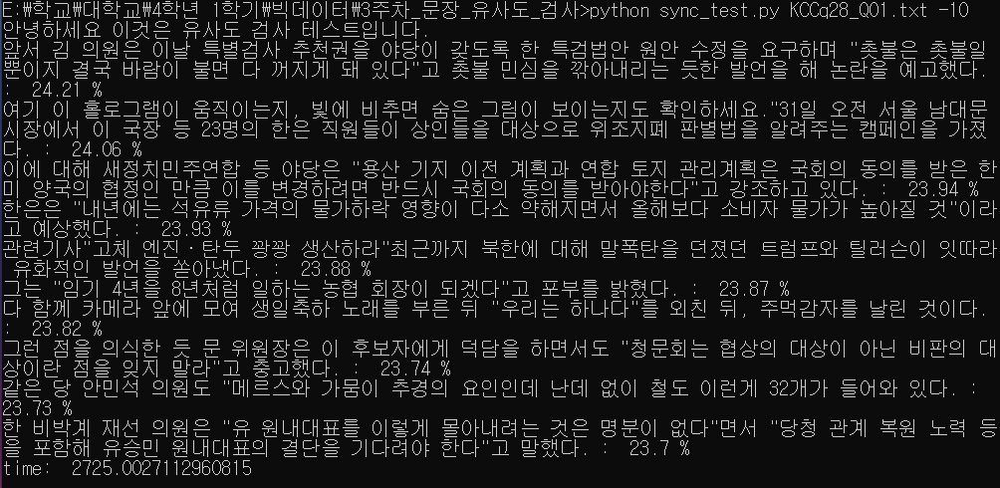 E:\학교\대학교\4학년 1학기\빅데이터\3주차_문장_유사도_검사>python sync_test.py KCCq28_Q01.txt -10
안녕하세요 이것은 유사도 검사 테스트입니다.
앞서 김 의원은 이날 특별검사 추천권을 야당이 갖도록 한 특검법안 원안 수정을 요구하며 "촛불은 촛불일
뿐이지 결국 바람이 불면 다 꺼지게 돼 있다"고 촛불 민심을 깎아내리는 듯한 발언을 해 논란을 예고했다.
:  24.21 %
여기 이 홀로그램이 움직이는지, 빛에 비추면 숨은 그림이 보이는지도 확인하세요."31일 오전 서울 남대문
시장에서 이 국장 등 23명의 한은 직원들이 상인들을 대상으로 위조지폐 판별법을 알려주는 캠페인을 가졌
다. :  24.06 %
이에 대해 새정치민주연합 등 야당은 "용산 기지 이전 계획과 연합 토지 관리계획은 국회의 동의를 받은 한
미 양국의 협정인 만큼 이를 변경하려면 반드시 국회의 동의를 받아야한다"고 강조하고 있다. :  23.94 %
한은은 "내년에는 석유류 가격의 물가하락 영향이 다소 약해지면서 올해보다 소비자 물가가 높아질 것"이라
고 예상했다. :  23.93 %
관련기사"고체 엔진·탄두 꽝꽝 생산하라"최근까지 북한에 대해 말폭탄을 던졌던 트럼프와 틸러슨이 잇따라
 유화적인 발언을 쏟아냈다. :  23.88 %
그는 "임기 4년을 8년처럼 일하는 농협 회장이 되겠다"고 포부를 밝혔다. :  23.87 %
다 함께 카메라 앞에 모여 생일축하 노래를 부른 뒤 "우리는 하나다"를 외친 뒤, 주먹감자를 날린 것이다.
:  23.82 %
그런 점을 의식한 듯 문 위원장은 이 후보자에게 덕담을 하면서도 "청문회는 협상의 대상이 아닌 비판의 대
상이란 점을 잊지 말라"고 충고했다. :  23.74 %
같은 당 안민석 의원도 "메르스와 가뭄이 추경의 요인인데 난데 없이 철도 이런게 32개가 들어와 있다. :
23.73 %
한 비박계 재선 의원은 "유 원내대표를 이렇게 몰아내려는 것은 명분이 없다"면서 "당청 관계 복원 노력 등
을 포함해 유승민 원내대표의 결단을 기다려야 한다"고 말했다. :  23.7 %
time:  2725.0027112960815